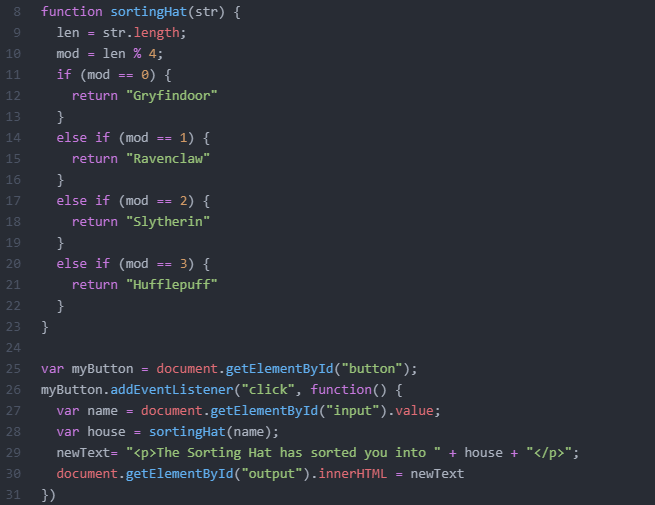 8 function sortingHat(str) {
9   len = str.length;
10   mod = len % 4;
11   if (mod == 0) {
12     return "Gryfindoor"
13   }
14   else if (mod == 1) {
15     return "Ravenclaw"
16   }
17   else if (mod == 2) {
18     return "Slytherin"
19   }
20   else if (mod == 3) {
21     return "Hufflepuff"
22   }
23 }
24
25 var myButton = document.getElementById("button");
26 myButton.addEventListener("click", function() {
27   var name = document.getElementById("input").value;
28   var house = sortingHat(name);
29   newText= "<p>The Sorting Hat has sorted you into " + house + "</p>";
30   document.getElementById("output").innerHTML = newText
31 })